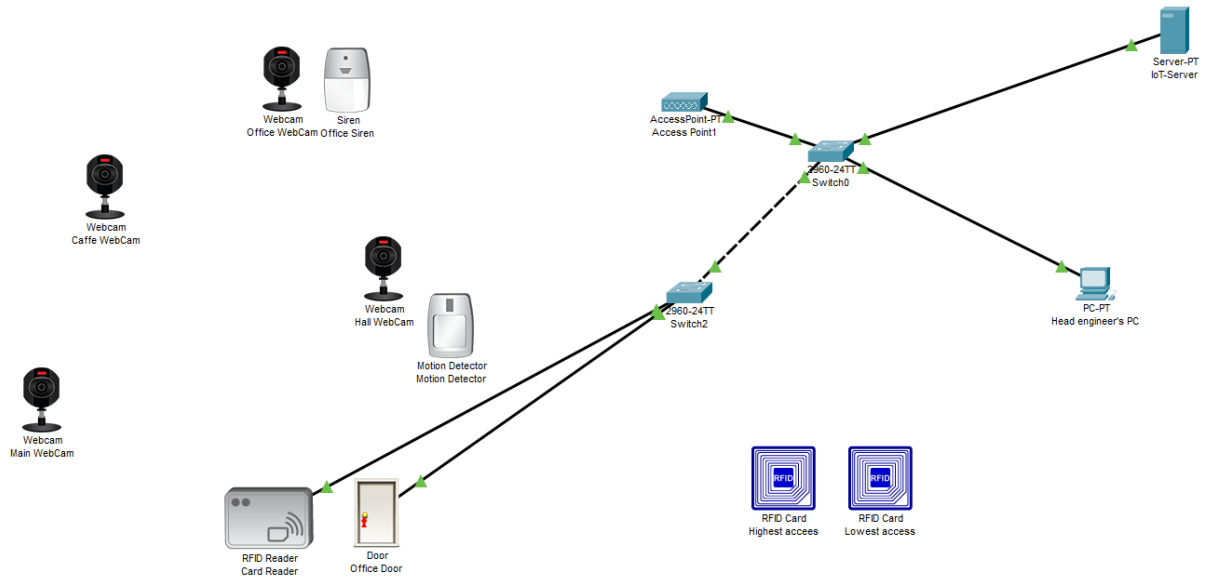 Server-PT
IoT-Server
Webcam
Office WebCam
Siren
Office Siren
AccessPoint-PT
Access Point1
2960-24TT
Switch0
Webcam
Caffe WebCam
Webcam
Hall WebCam
2960-24TT
Switch2
PC-PT
Head engineer's PC
Motion Detector
Motion Detector
Webcam
Main WebCam
RFID
RFID
RFID Card
Highest accees
RFID Card
Lowest access
RFID Reader
Card Reader
Door
Office Door